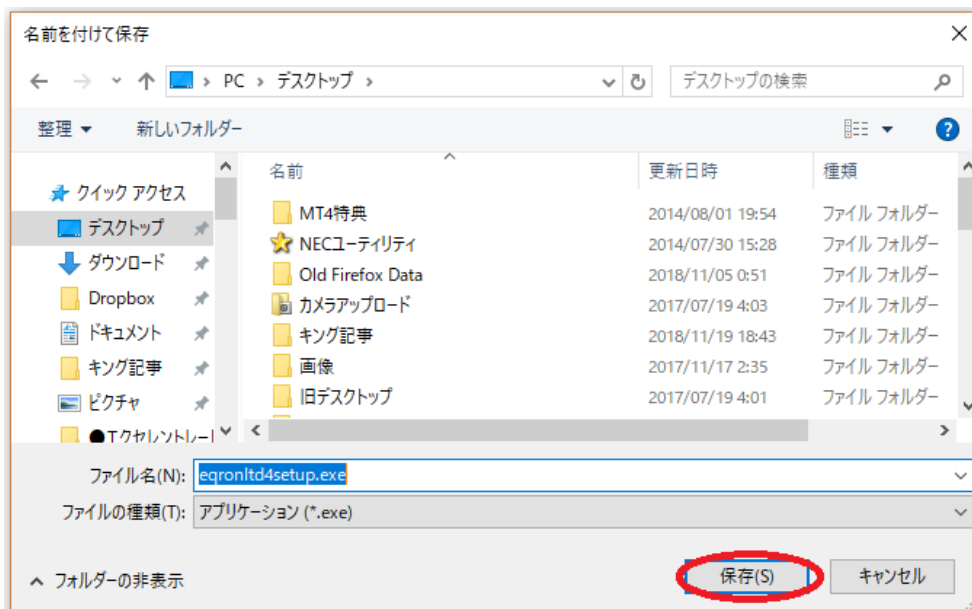 名前を付けて保存
PC > デスクトップ >
デスクトップの検索
整理
新しいフォルダー
名前
更新日時
種類
クイック アクセス
デスクトップ
ダウンロード
Dropbox
ドキュメント
キング記事
ピクチャ
MT4特典 2014/08/01 19:54 ファイル フォルダー
NECユーティリティ 2014/07/30 15:28 ファイル フォルダー
Old Firefox Data 2018/11/05 0:51 ファイル フォルダー
カメラアップロード 2017/07/19 4:03 ファイル フォルダー
キング記事 2018/11/19 18:43 ファイル フォルダー
画像 2017/11/17 2:35 ファイル フォルダー
旧デスクトップ 2017/07/19 4:01 ファイル フォルダー
ファイル名(N): eqronltd4setup.exe
ファイルの種類(T): アプリケーション (*.exe)
フォルダーの非表示
保存(S)
キャンセル